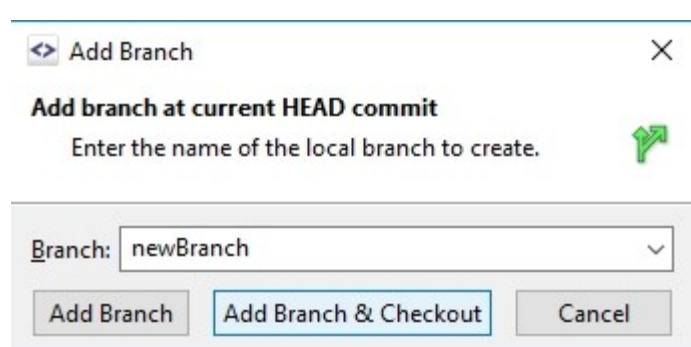 Add Branch
Add branch at current HEAD commit
Enter the name of the local branch to create.
Branch: newBranch
Add Branch Add Branch & Checkout Cancel